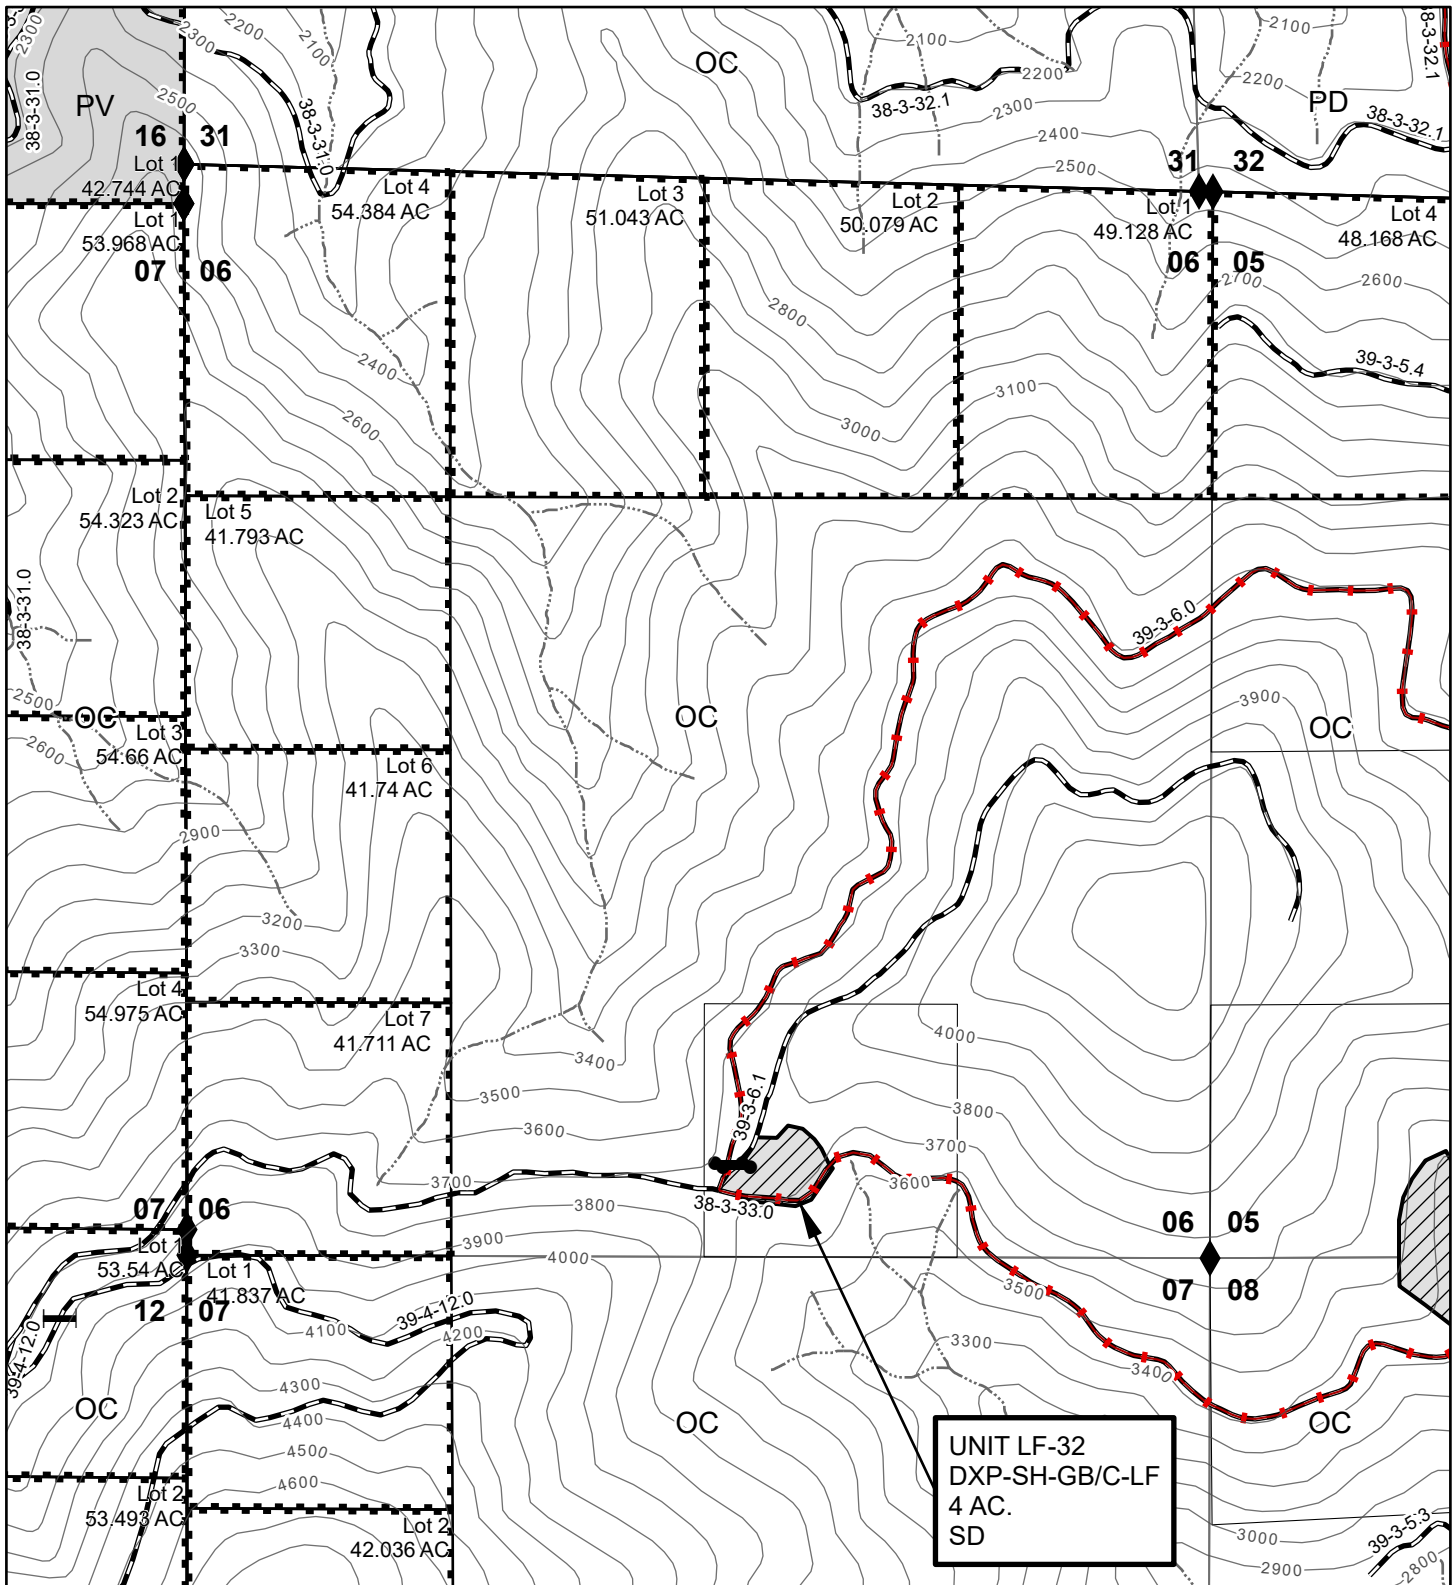 2300
2200
2100
OC
2100
2100
2300
38-3-31.0
PV
2500
38-3-31.0
2200
38-3-32.1
2300
2200
PD
38-3-32.1
38-3-32.1
16 31
2400
31 32
Lot 1
42.744 AC
Lot 4
54.384 AC
Lot 3
51.043 AC
Lot 2
50.079 AC
2500
Lot 1
49.128 AC
Lot 4
48.168 AC
Lot 1
53.968 AC
07 06
06 05
2700
2600
2800
2400
39-3-5.4
2600
3100
3000
Lot 2
54.323 AC
Lot 5
41.793 AC
38-3-31.0
39-3-6.0
2500
OC
OC
3900
OC
2600
Lot 3
54.66 AC
Lot 6
41.74 AC
2900
3200
3300
Lot 4
54.975 AC
Lot 7
41.711 AC
4000
3400
3500
39-3-6.1
3800
3600
3700
3700
3600
38-3-33.0
07 06
3800
06 05
3900
4000
Lot 1
53.54 AC
Lot 1
41.837 AC
07 08
3500
12 07
39-4-12.0
4100
4200
39-4-12.0
3300
3400
4300
OC
4400
OC
OC
4500
4600
UNIT LF-32
DXP-SH-GB/C-LF
4 AC.
SD
Lot 2
53.493 AC
Lot 2
42.036 AC
3000
39-3-5.3
2900
2800